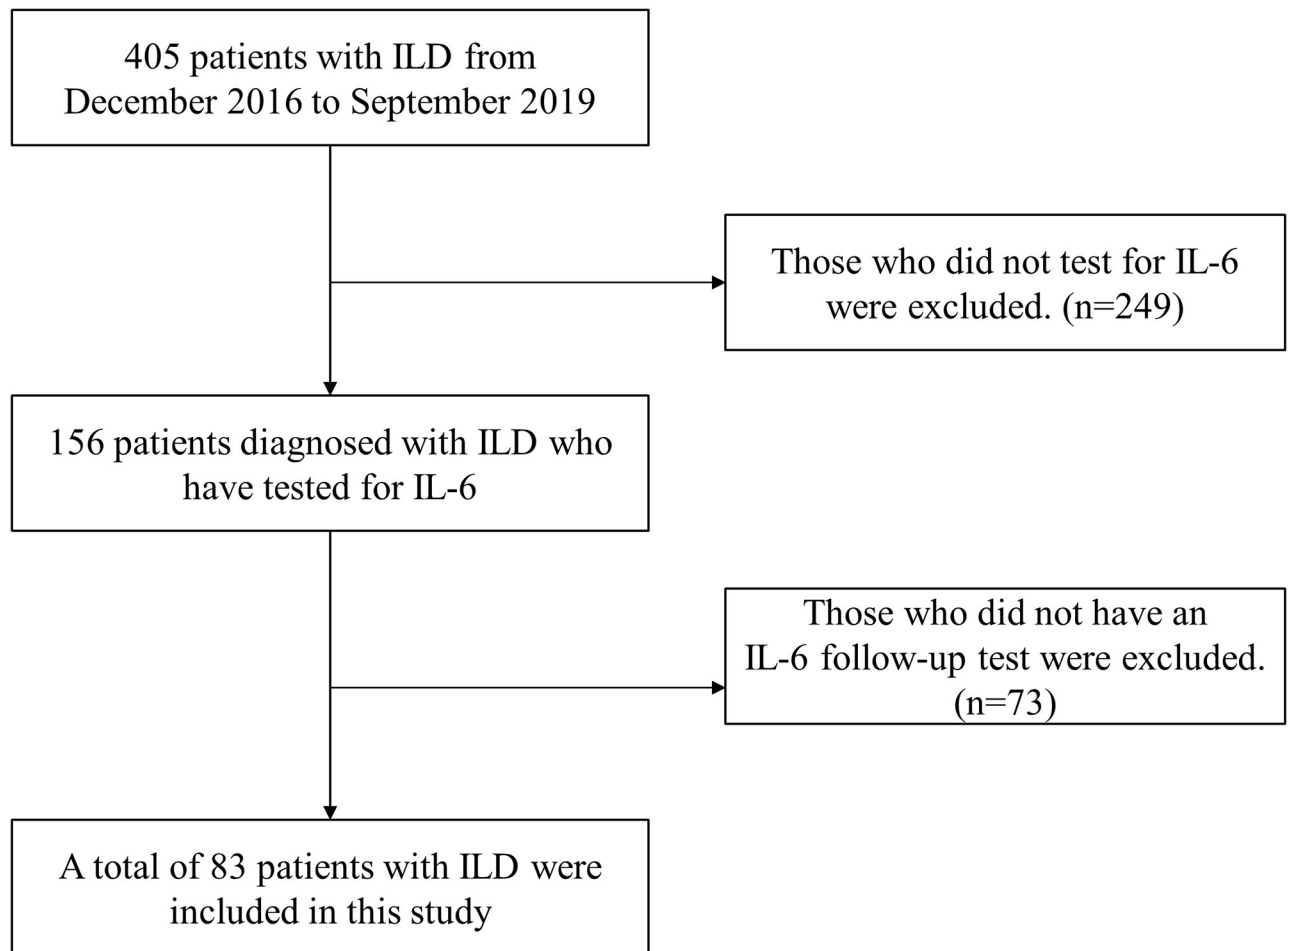 405 patients with ILD from
December 2016 to September 2019
Those who did not test for IL-6
were excluded. (n=249)
156 patients diagnosed with ILD who
have tested for IL-6
Those who did not have an
IL-6 follow-up test were excluded.
(n=73)
A total of 83 patients with ILD were
included in this study